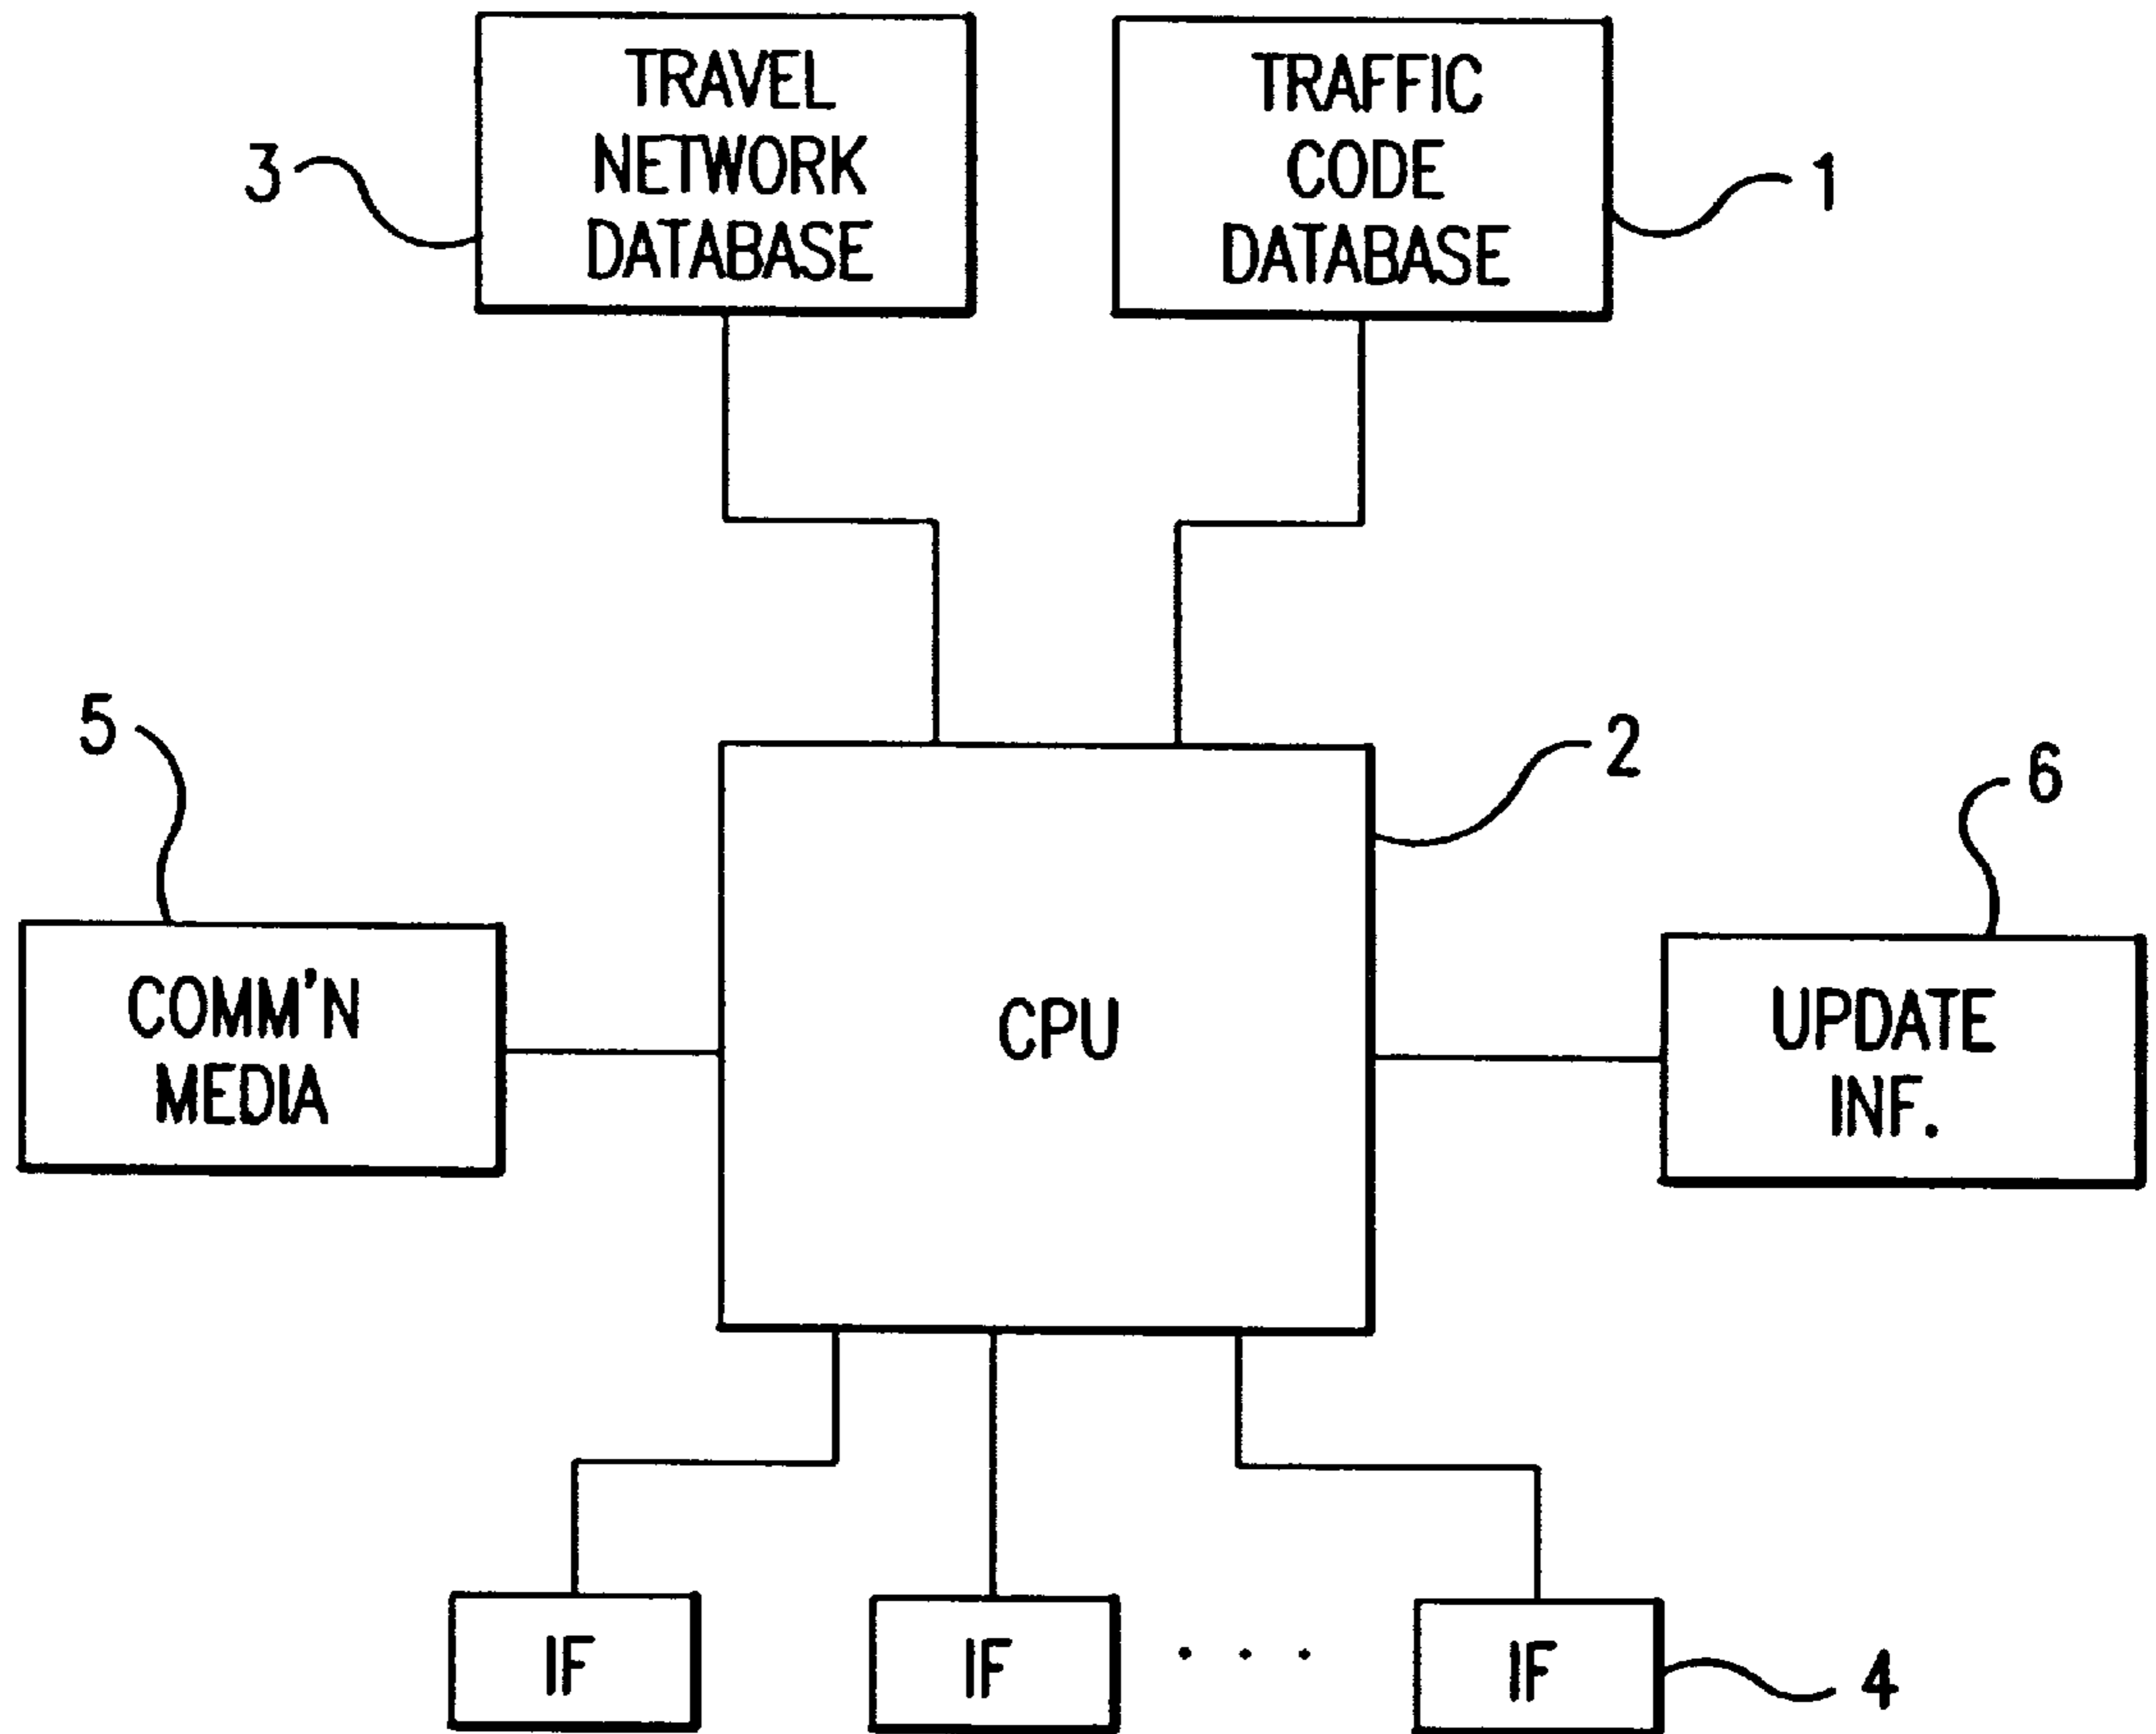 TRAVEL
NETWORK
DATABASE
3
TRAFFIC
CODE
DATABASE
1
5
2
6
COMM'N
MEDIA
CPU
UPDATE
INF.
IF
IF
. . .
IF
4